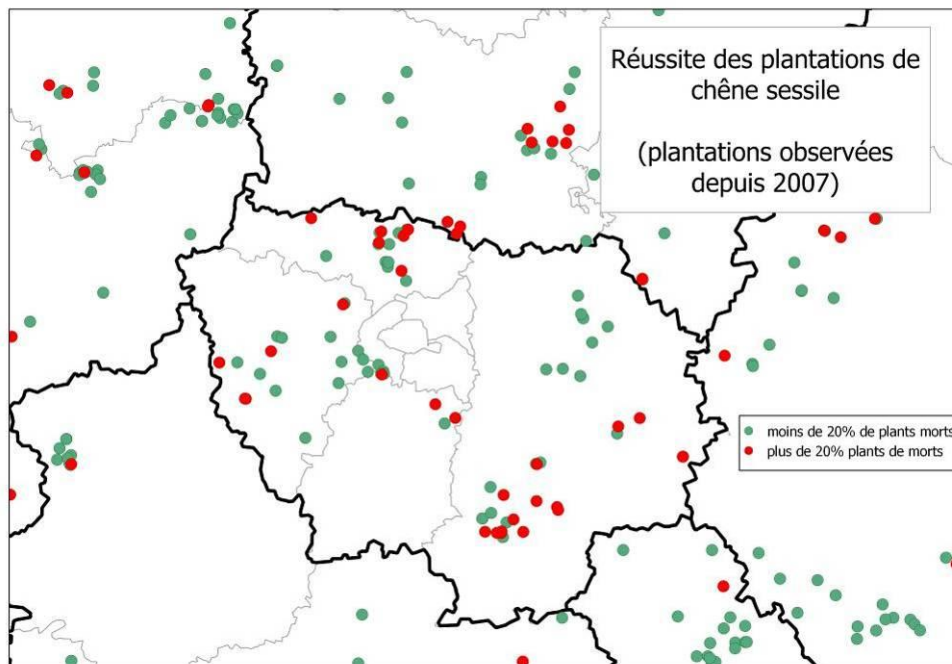 Réussite des plantations de
chêne sessile
(plantations observées
depuis 2007)
moins de 20% de plants morts
plus de 20% plants de morts